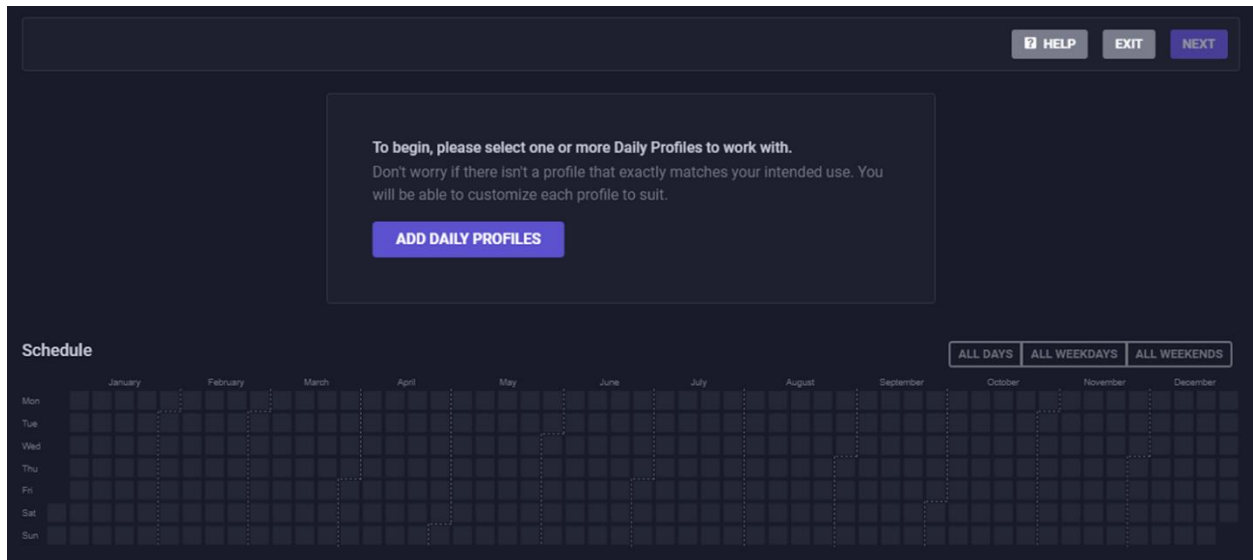 HELP EXIT NEXT
To begin, please select one or more Daily Profiles to work with.
Don't worry if there isn't a profile that exactly matches your intended use. You
will be able to customize each profile to suit.
ADD DAILY PROFILES
Schedule
ALL DAYS ALL WEEKDAYS ALL WEEKENDS
January February March April May June July August September October November December
Mon
Tue
Wed
Thu
Fri
Sat
Sun